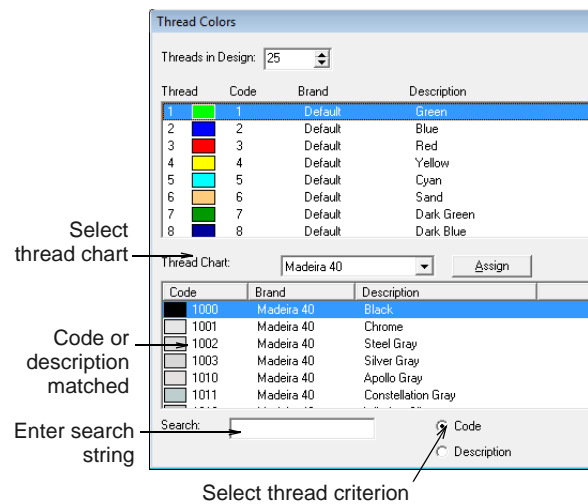 Thread Colors
Threads in Design: 25
Thread Code Brand Description
1 1 Default Green
2 2 Default Blue
3 3 Default Red
4 4 Default Yellow
5 5 Default Cyan
6 6 Default Sand
7 7 Default Dark Green
8 8 Default Dark Blue
Select
thread chart
Thread Chart: Madeira 40 Assign
Code Brand Description
1000 Madeira 40 Black
1001 Madeira 40 Chrome
1002 Madeira 40 Steel Gray
1003 Madeira 40 Silver Gray
1010 Madeira 40 Apollo Gray
1011 Madeira 40 Constellation Gray
Code or
description
matched
Search: Code
Description
Enter search
string
Select thread criterion